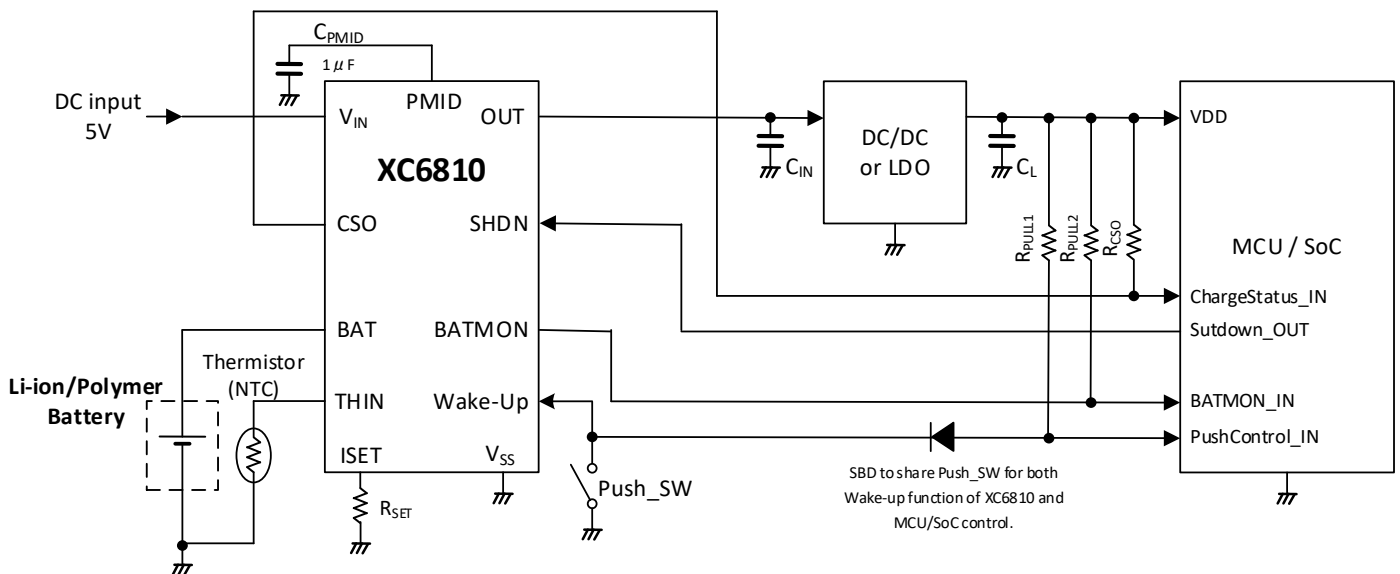 C_PMID
1μF
DC input
5V
V_IN
PMID
OUT
XC6810
CSO
SHDN
BAT
BATMON
THIN
Wake-Up
ISET
V_SS
R_SET
Li-ion/Polymer
Battery
Thermistor
(NTC)
Push_SW
C_IN
DC/DC
or LDO
C_L
R_PULL1
R_PULL2
R_CSO
VDD
MCU / SoC
ChargeStatus_IN
Sutdown_OUT
BATMON_IN
PushControl_IN
SBD to share Push_SW for both
Wake-up function of XC6810 and
MCU/SoC control.